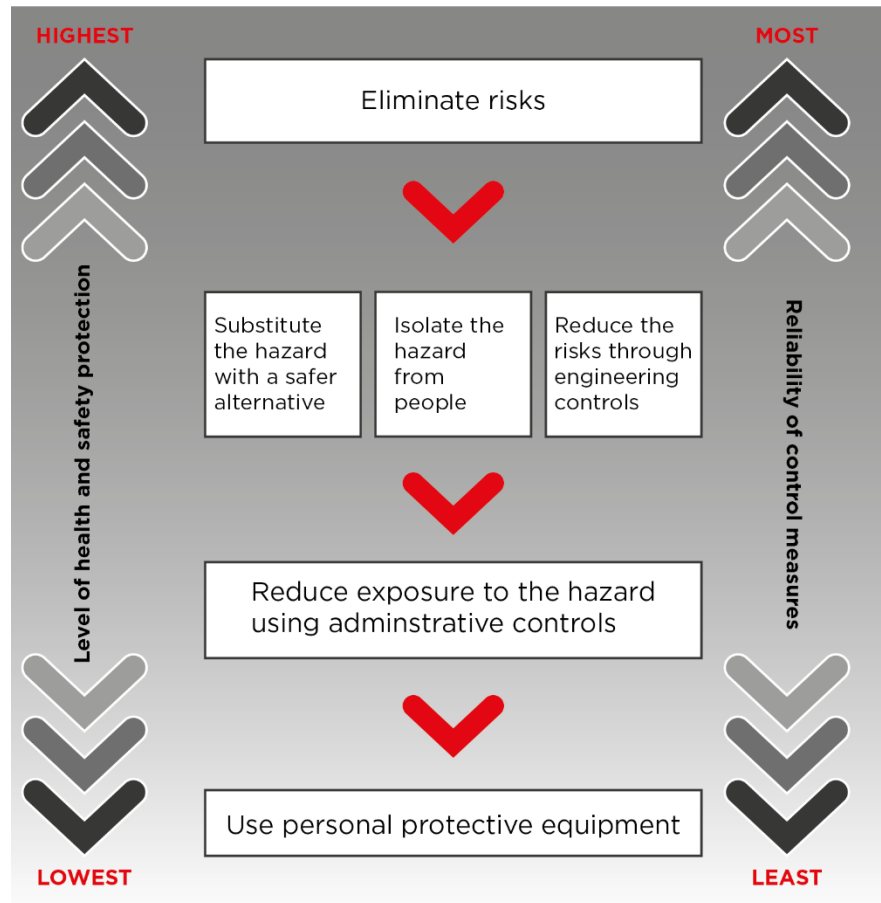 HIGHEST
MOST
Eliminate risks
Level of health and safety protection
Reliability of control measures
Substitute
the hazard
with a safer
alternative
Isolate the
hazard
from
people
Reduce the
risks through
engineering
controls
Reduce exposure to the hazard
using adminstrative controls
Use personal protective equipment
LOWEST
LEAST